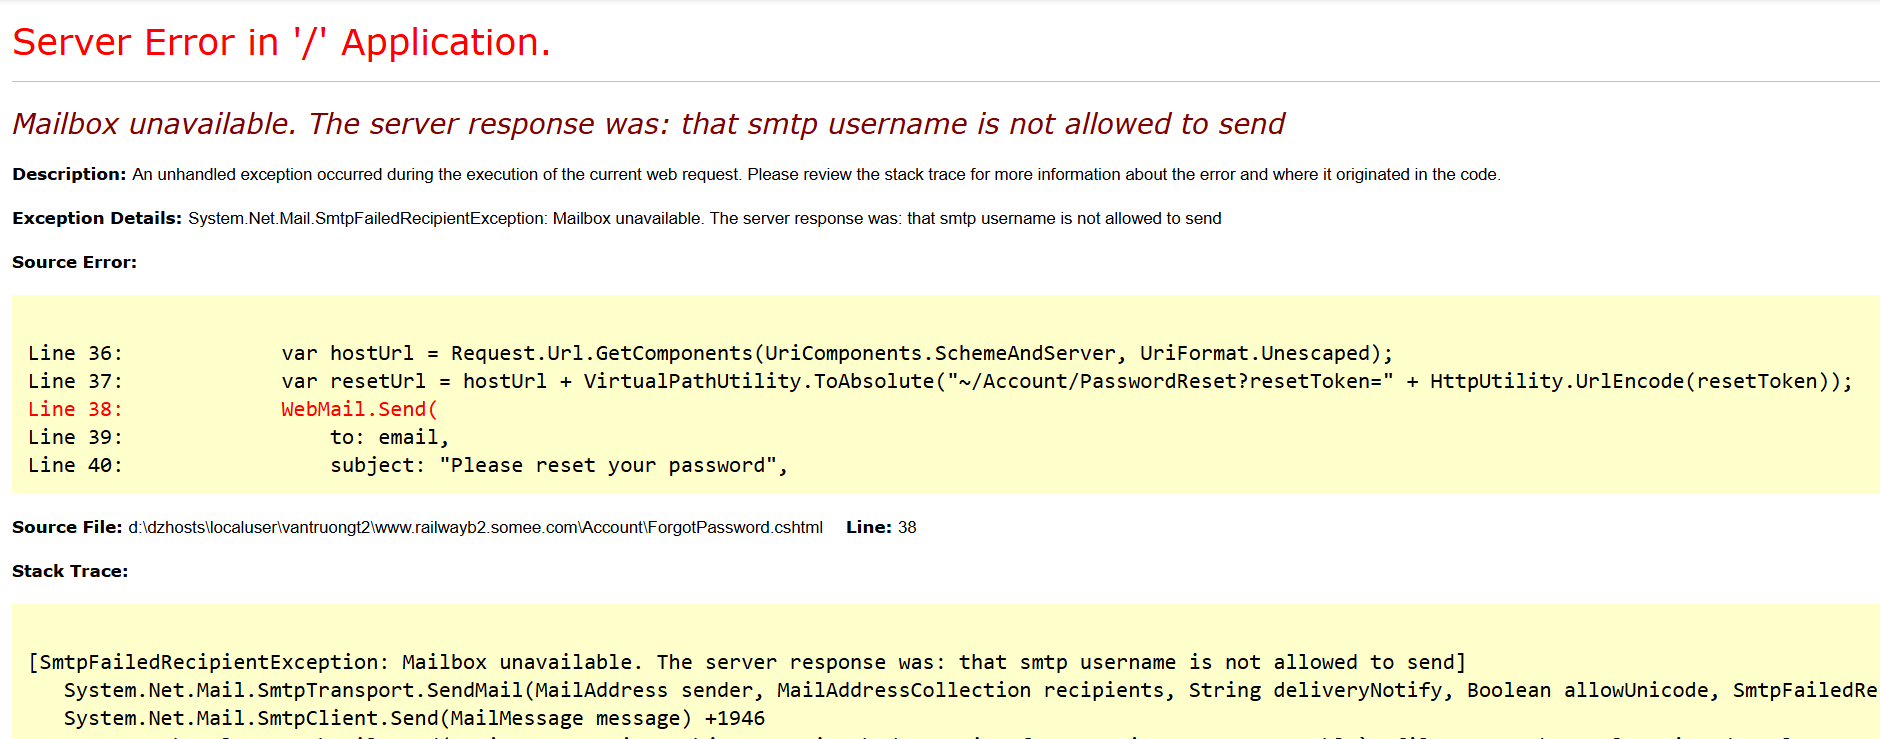 Server Error in '/' Application.
Mailbox unavailable. The server response was: that smtp username is not allowed to send
Description: An unhandled exception occurred during the execution of the current web request. Please review the stack trace for more information about the error and where it originated in the code.
Exception Details: System.Net.Mail.SmtpFailedRecipientException: Mailbox unavailable. The server response was: that smtp username is not allowed to send
Source Error:
Line 36:             var hostUrl = Request.Url.GetComponents(UriComponents.SchemeAndServer, UriFormat.Unescaped);
Line 37:             var resetUrl = hostUrl + VirtualPathUtility.ToAbsolute("~/Account/PasswordReset?resetToken=" + HttpUtility.UrlEncode(resetToken));
Line 38:             WebMail.Send(
Line 39:                 to: email,
Line 40:                 subject: "Please reset your password",
Source File: d:\dzhosts\localuser\vantruongt2\www.railwayb2.somee.com\Account\ForgotPassword.cshtml    Line: 38
Stack Trace:
[SmtpFailedRecipientException: Mailbox unavailable. The server response was: that smtp username is not allowed to send]
   System.Net.Mail.SmtpTransport.SendMail(MailAddress sender, MailAddressCollection recipients, String deliveryNotify, Boolean allowUnicode, SmtpFailedRe
   System.Net.Mail.SmtpClient.Send(MailMessage message) +1946